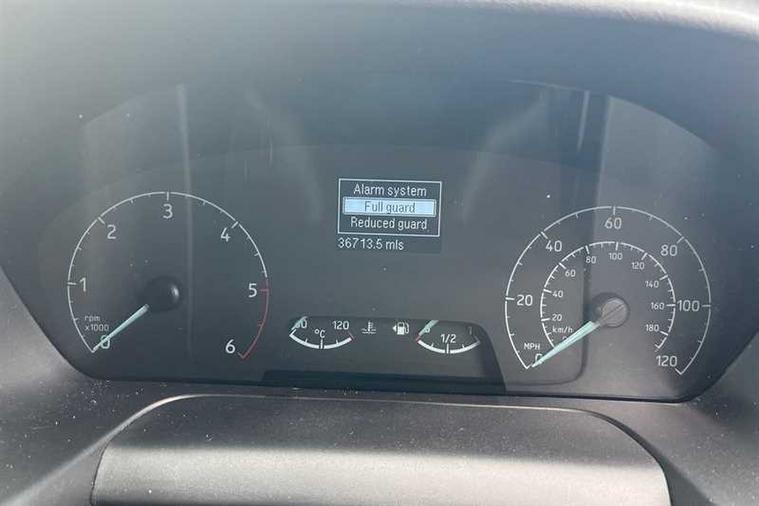 Alarm system
Full guard
Reduced guard
36713.5 mls
0 1 2 3 4 5 6
rpm
x1000
120
°C
1/2
0 20 40 60 80 100 120
20 40 60 80 100 120 140 160 180
km/h
MPH